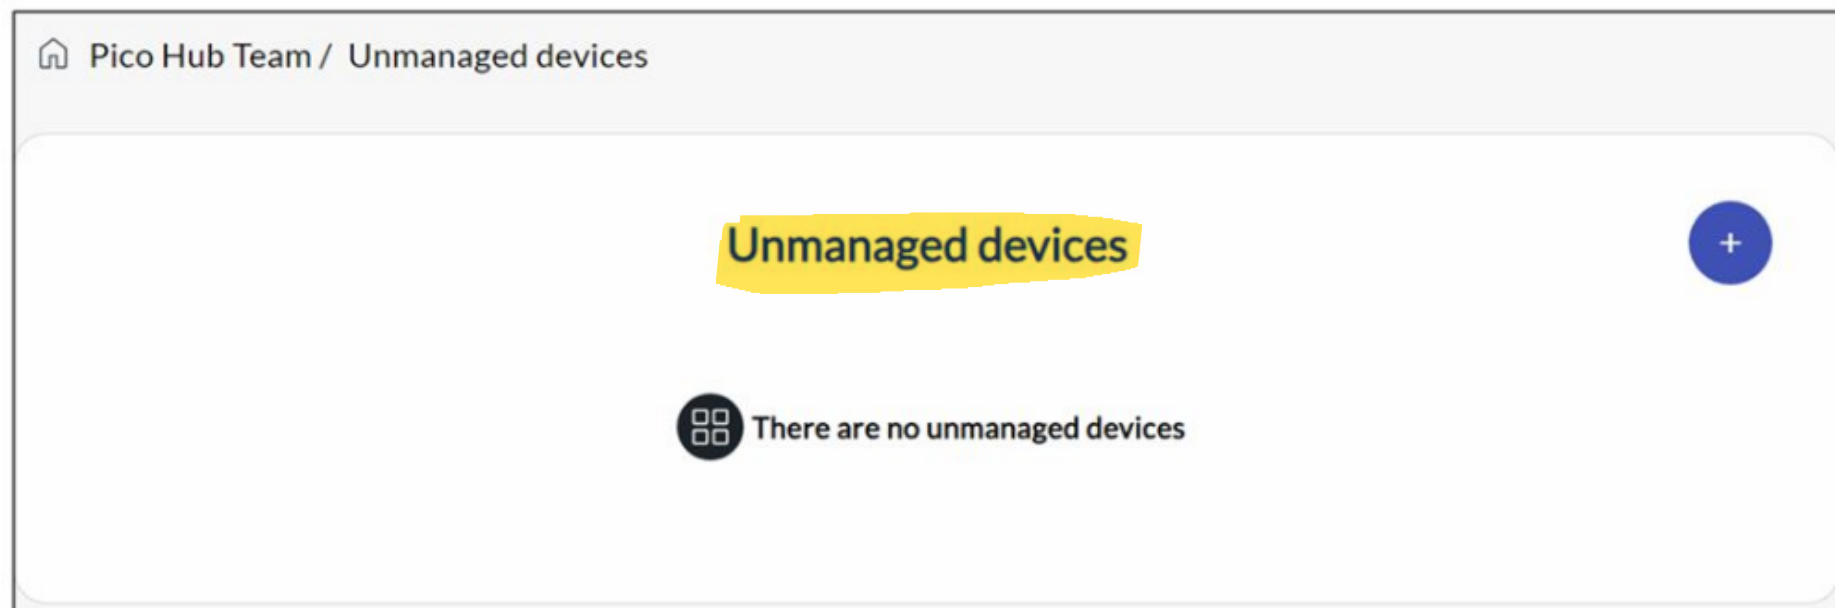 Pico Hub Team / Unmanaged devices
Unmanaged devices
+
There are no unmanaged devices